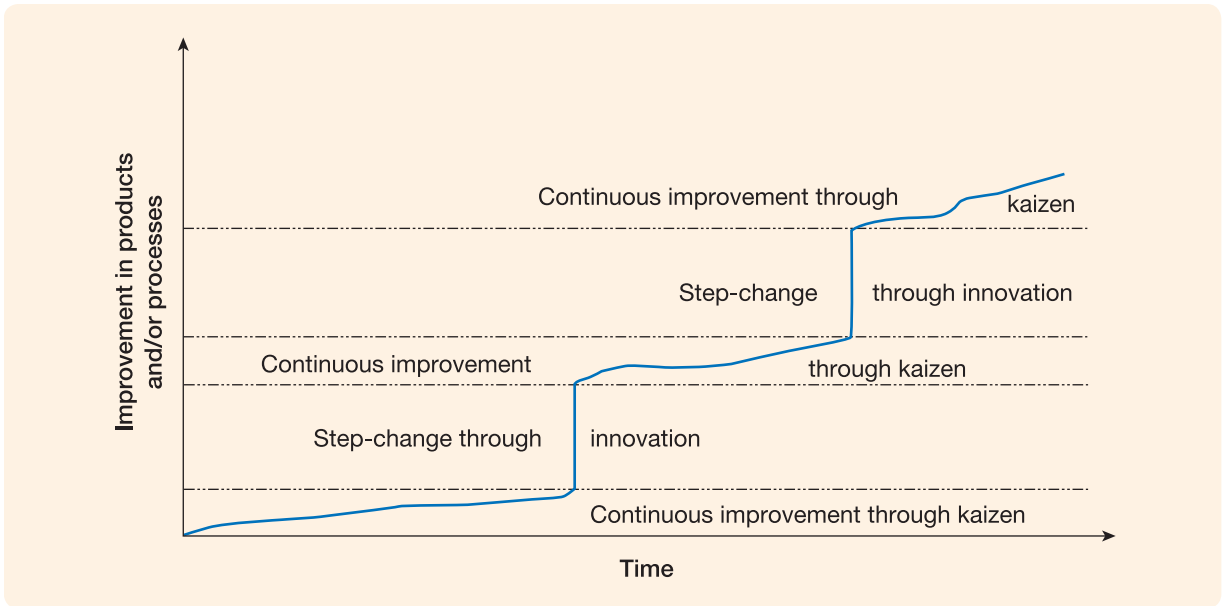 Improvement in products
and/or processes
Continuous improvement through
kaizen
Step-change
through innovation
Continuous improvement
through kaizen
Step-change through
innovation
Continuous improvement through kaizen
Time